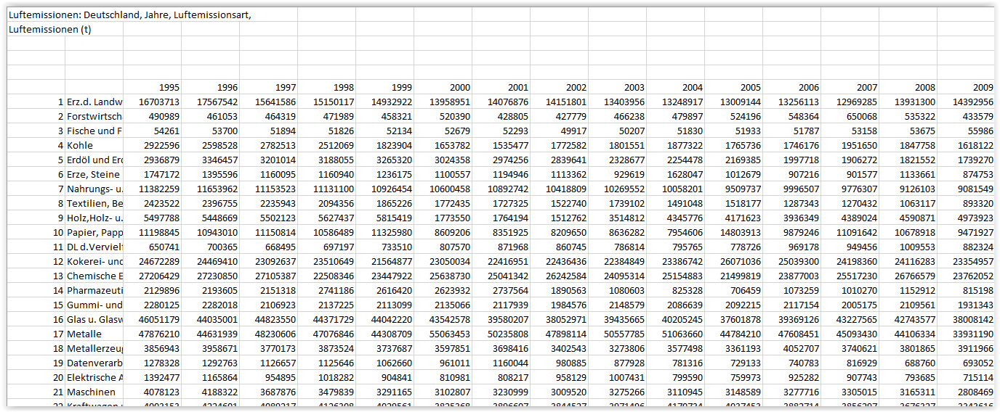 Luftemissionen: Deutschland, Jahre, Luftemissionsart,
Luftemissionen (t)
1995 1996 1997 1998 1999 2000 2001 2002 2003 2004 2005 2006 2007 2008 2009
1 Erz.d. Landw 16703713 17567542 15641586 15150117 14932922 13958951 14076876 14151801 13403956 13248917 13009144 13256113 12969285 13931300 14392956
2 Forstwirtsch 490989 461053 464319 471989 458321 520390 428805 427779 466238 479897 524196 548364 650068 535322 433579
3 Fische und F 54261 53700 51894 51826 52134 52679 52293 49917 50207 51830 51933 51787 53158 53675 55986
4 Kohle 2922596 2598528 2782513 2512069 1823904 1653782 1535477 1772582 1801551 1877322 1765736 1746176 1951650 1847758 1618122
5 Erdöl und Erd 2936879 3346457 3201014 3188055 3265320 3024358 2974256 2839641 2328677 2254478 2169385 1997718 1906272 1821552 1739270
6 Erze, Steine 1747172 1395596 1160095 1160940 1236175 1100557 1194946 1113362 929619 1628047 1012679 907216 901577 1133661 874753
7 Nahrungs- u. 11382259 11653962 11153523 11131100 10926454 10600458 10892742 10418809 10269552 10058201 9509737 9996507 9776307 9126103 9081549
8 Textilien, Be 2423522 2396755 2235943 2094356 1865226 1772435 1727325 1522740 1739102 1491048 1518177 1287343 1270432 1063117 893320
9 Holz,Holz- u. 5497788 5448669 5502123 5627437 5815419 1773550 1764194 1512762 3514812 4345776 4171623 3936349 4389024 4590871 4973923
10 Papier, Papp 11198845 10943010 11150814 10586489 11325980 8609206 8351925 8209650 8636282 7954606 14803913 9879246 11091642 10678918 9471927
11 DL d.Vervielf 650741 700365 668495 697197 733510 807570 871968 860745 786814 795765 778726 969178 949456 1009553 882324
12 Kokerei- und 24672289 24469410 23092637 23510649 21564877 23050034 22416951 22436436 22384849 23386742 26071036 25039300 24198360 24116283 23354957
13 Chemische E 27206429 27230850 27105387 22508346 23447922 25638730 25041342 26242584 24095314 25154883 21499819 23877003 25517230 26766579 23762052
14 Pharmazeuti 2129896 2193605 2151318 2741186 2616420 2623932 2737564 1890563 1080603 825328 706459 1073259 1010270 1152912 815198
15 Gummi- und 2280125 2282018 2106923 2137225 2113099 2135066 2117939 1984576 2148579 2086639 2092215 2117154 2005175 2109561 1931343
16 Glas u. Glasw 46051179 44035001 44823550 44371729 44042220 43542578 39580207 38052971 39435665 40205245 37601878 39369126 43227565 42743577 38008142
17 Metalle 47876210 44631939 48230606 47076846 44308709 55063453 50235808 47898114 50557785 51063660 44784210 47608451 45093430 44106334 33931190
18 Metallerzeug 3856943 3958671 3770173 3873524 3737687 3597851 3698416 3402543 3273806 3577498 3361193 4052707 3740621 3801865 3911966
19 Datenverarb 1278328 1292763 1126657 1125646 1062660 961011 1160044 980885 877928 781316 729133 740783 816929 688760 693052
20 Elektrische A 1392477 1165864 954895 1018282 904841 810981 808217 958129 1007431 799590 759973 925282 907743 793685 715114
21 Maschinen 4078123 4188322 3687876 3479839 3291165 3102807 3230999 3009520 3275266 3110945 3148589 3277716 3305015 3165311 2808469